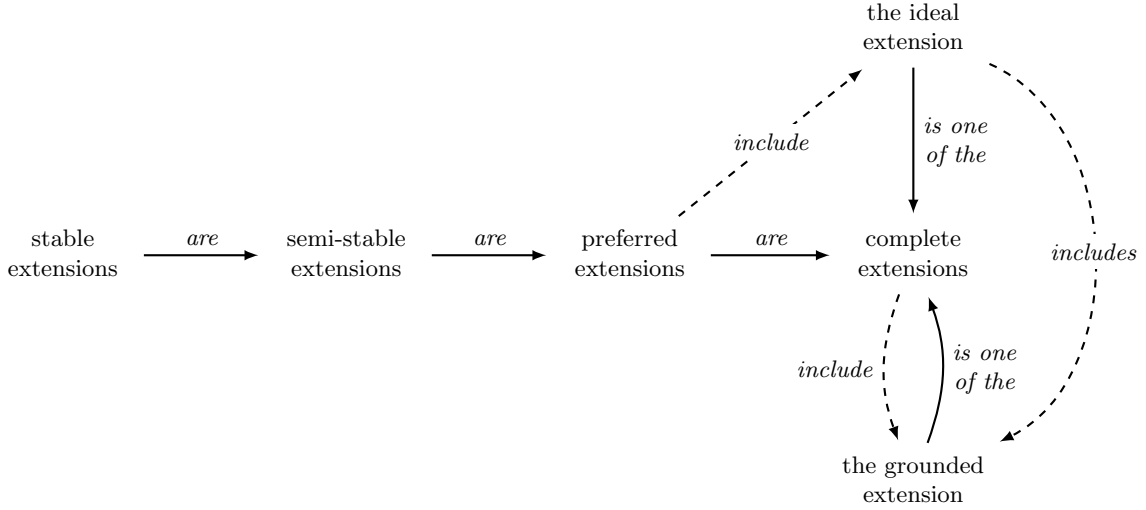 the ideal
extension
is one
of the
include
stable
extensions
are
semi-stable
extensions
are
preferred
extensions
are
complete
extensions
includes
include
is one
of the
the grounded
extension